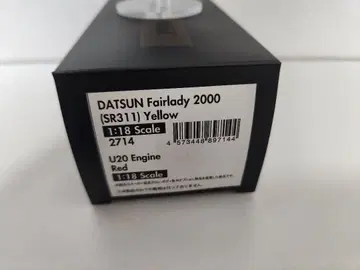 DATSUN Fairlady 2000
(SR311) Yellow
1:18 Scale
2714
4 573448 897144
U20 Engine
Red
1:18 Scale